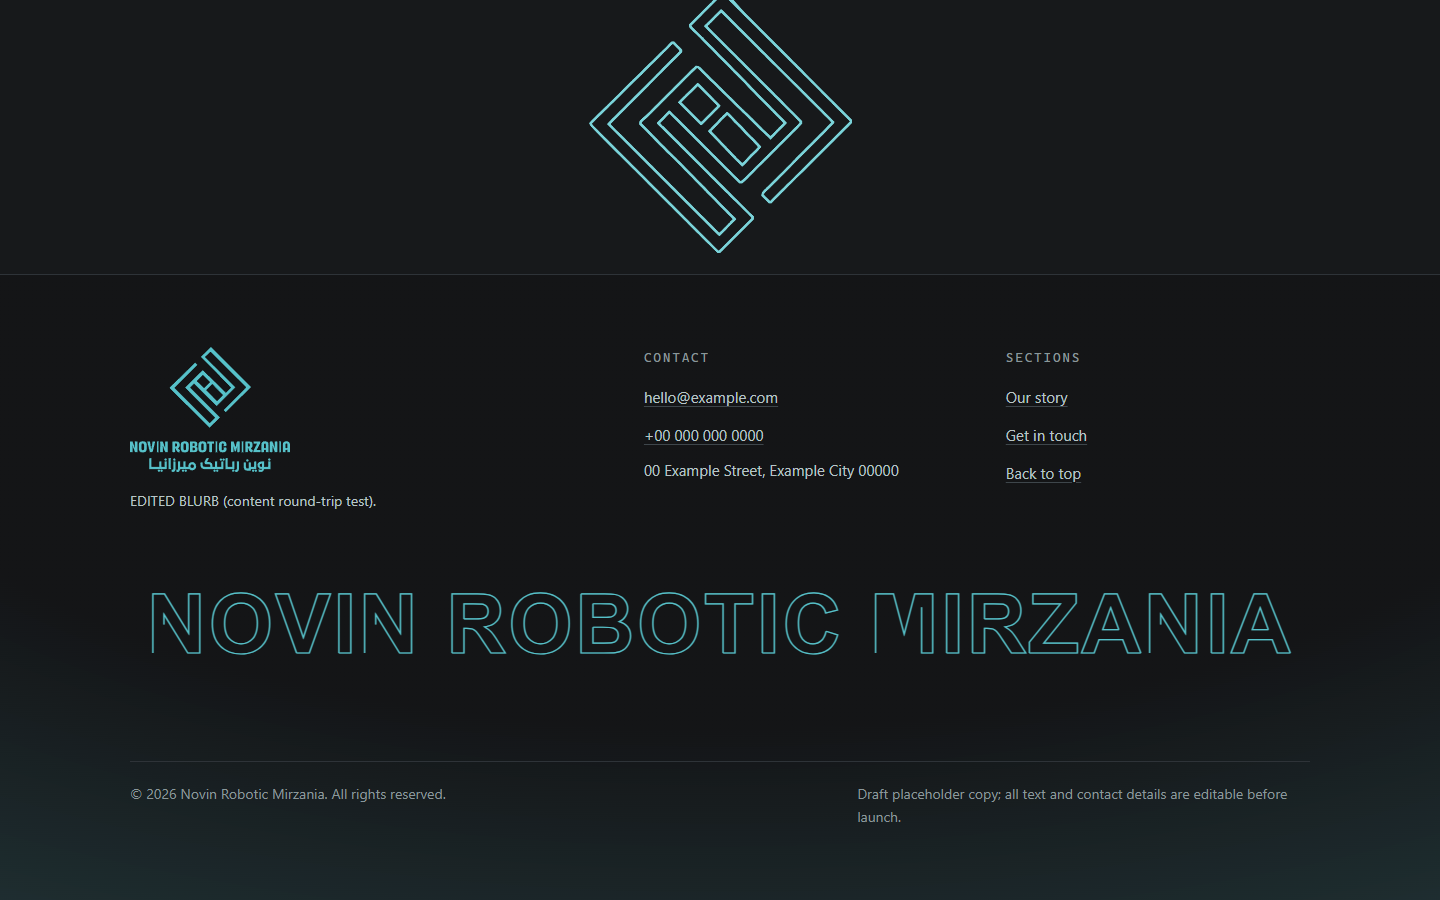 NOVIN ROBOTIC MIRZANIA
نوین رباتیک میرزانیا
EDITED BLURB (content round-trip test).
CONTACT
hello@example.com
+00 000 000 0000
00 Example Street, Example City 00000
SECTIONS
Our story
Get in touch
Back to top
NOVIN ROBOTIC MIRZANIA
© 2026 Novin Robotic Mirzania. All rights reserved.
Draft placeholder copy; all text and contact details are editable before
launch.